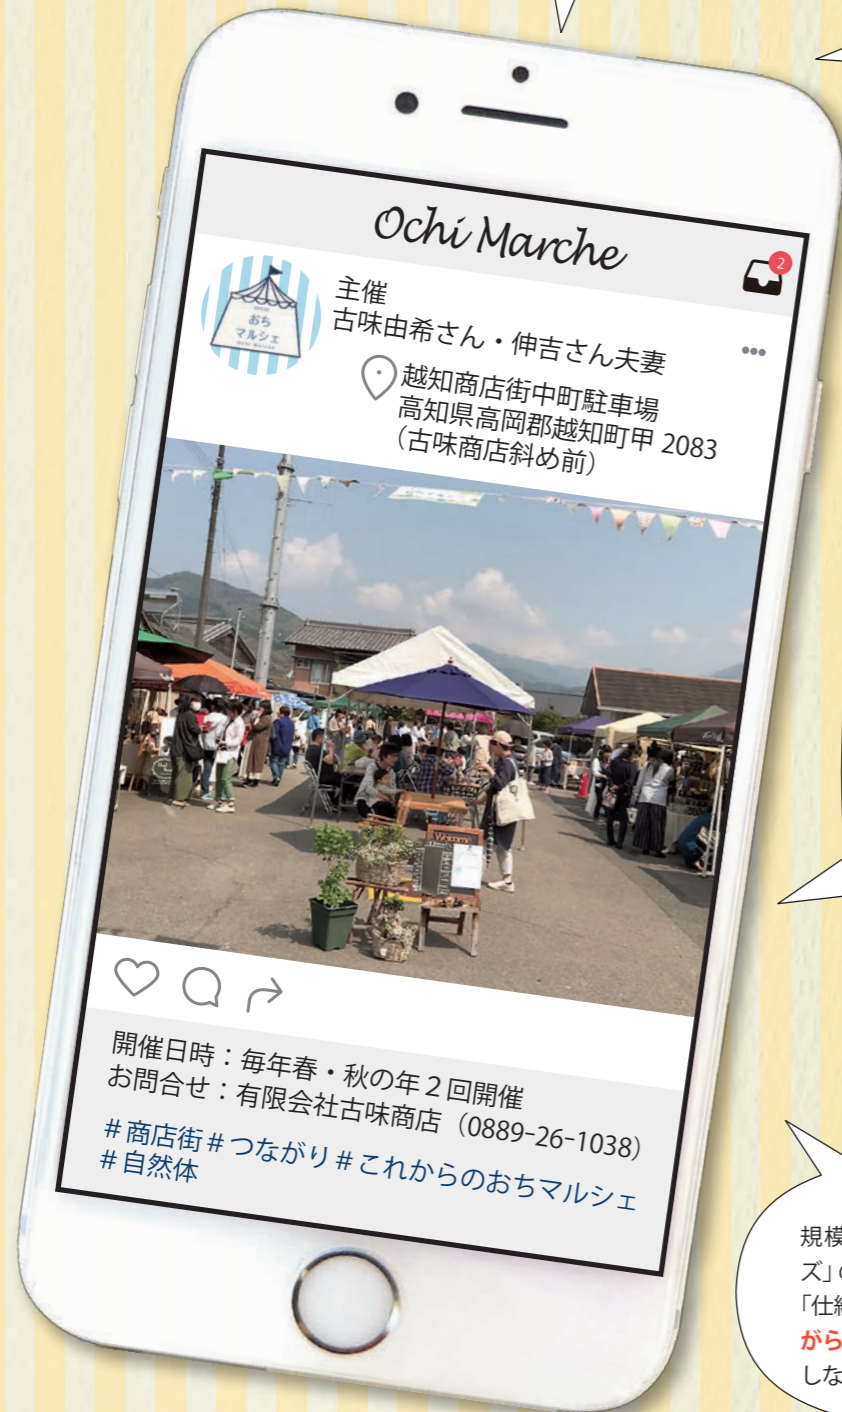 Ochi Marche
2
おち
マルシェ
Ochi Marche
主催
古味由希さん・伸吉さん夫妻
越知商店街中町駐車場
高知県高岡郡越知町甲 2083
（古味商店斜め前）
Welcome
開催日時：毎年春・秋の年２回開催
お問合せ：有限会社古味商店（0889-26-1038）
＃商店街＃つながり＃これからのおちマルシェ
＃自然体
規模
ズ」の
「仕組
がら
しな